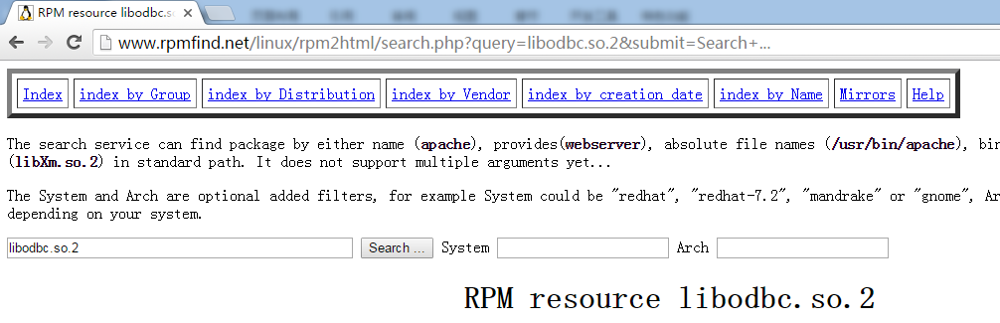 RPM resource libodbc.so
www.rpmfind.net/linux/rpm2html/search.php?query=libodbc.so.2&submit=Search+...
Index index by Group index by Distribution index by Vendor index by creation date index by Name Mirrors Help
The search service can find package by either name (apache), provides(webserver), absolute file names (/usr/bin/apache), bin
(libXm.so.2) in standard path. It does not support multiple arguments yet...
The System and Arch are optional added filters, for example System could be "redhat", "redhat-7.2", "mandrake" or "gnome", Ar
depending on your system.
libodbc.so.2 Search ... System Arch
RPM resource libodbc.so.2